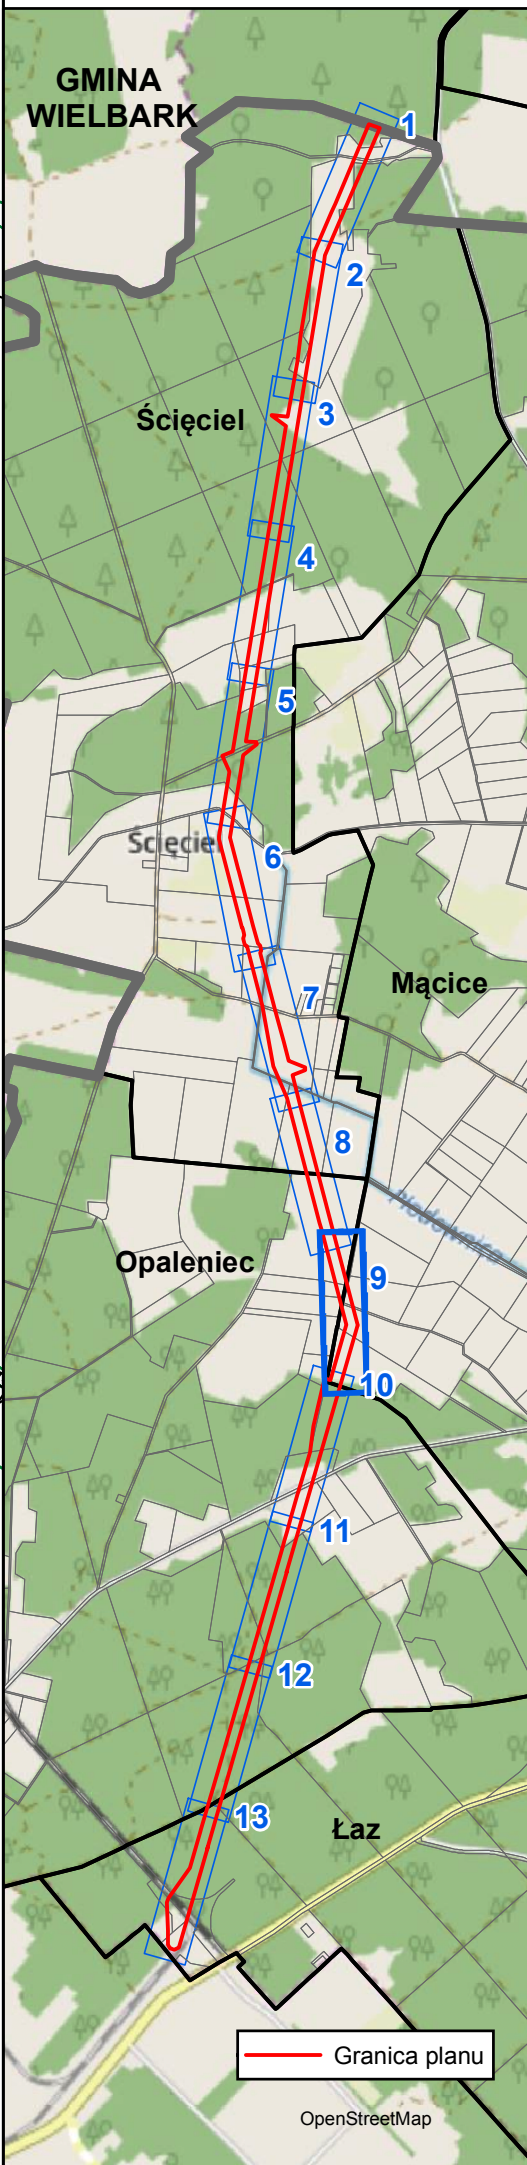 GMINA
WIELBARK
1
2
3
Ścięciel
4
5
Ścięciel
6
Mącice
7
8
Opaleniec
9
10
11
12
13
Łaz
Granica planu
OpenStreetMap